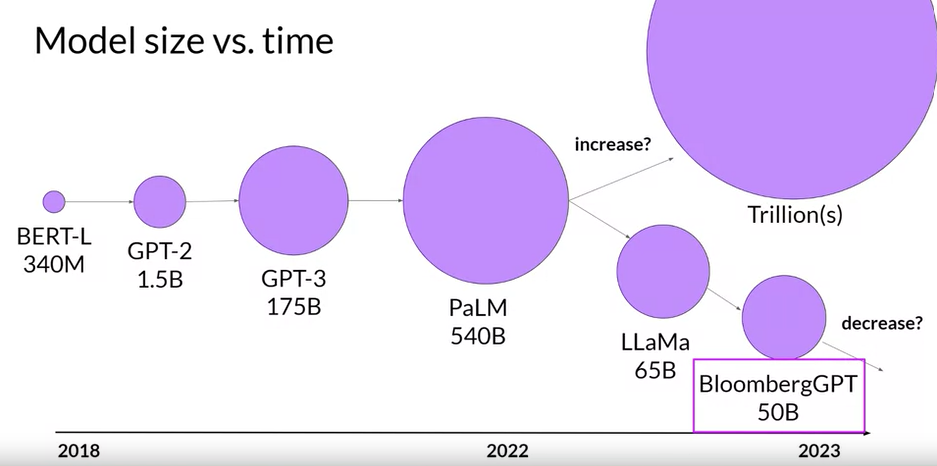 Model size vs. time
increase?
Trillion(s)
BERT-L
340M
GPT-2
1.5B
GPT-3
175B
PaLM
540B
LLaMa
65B
decrease?
BloombergGPT
50B
2018
2022
2023